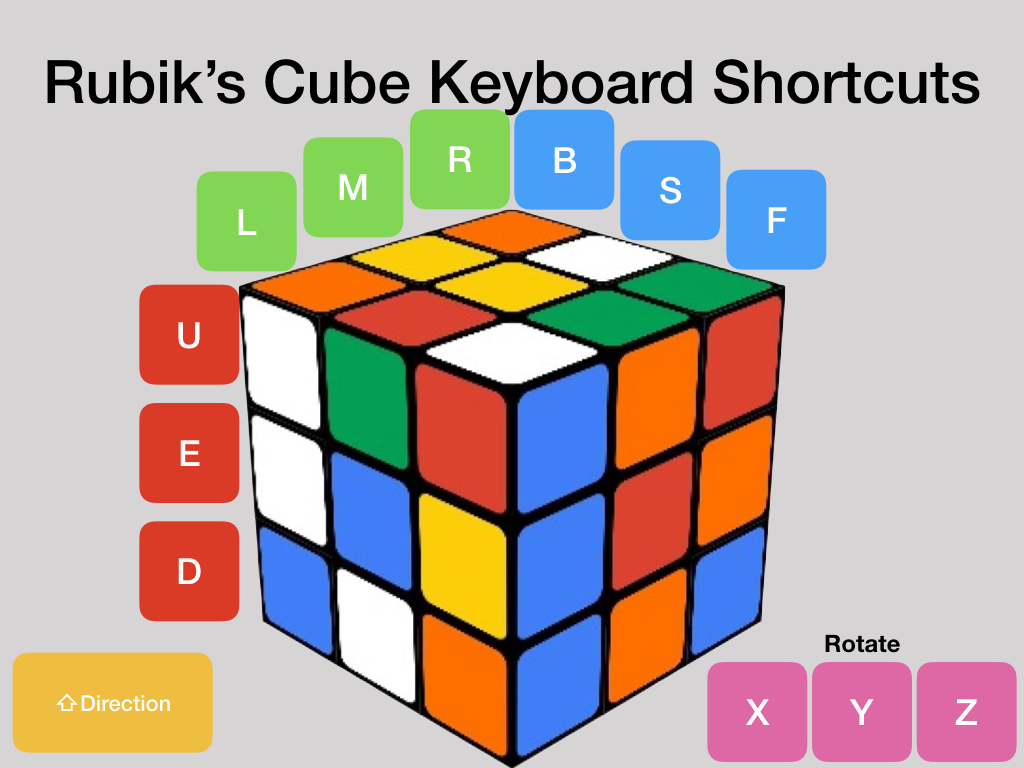 Rubik’s Cube Keyboard Shortcuts
L
M
R
B
S
F
U
E
D
⇧Direction
Rotate
X
Y
Z